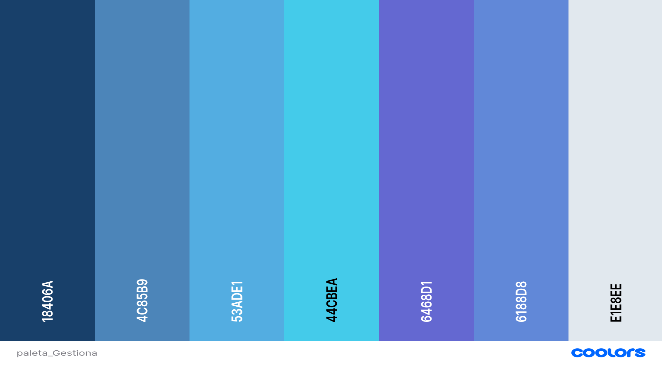 18406A
4C85B9
53ADE1
44CBEA
6468D1
6188D8
E1E8EE
paleta_Gestiona
coolors